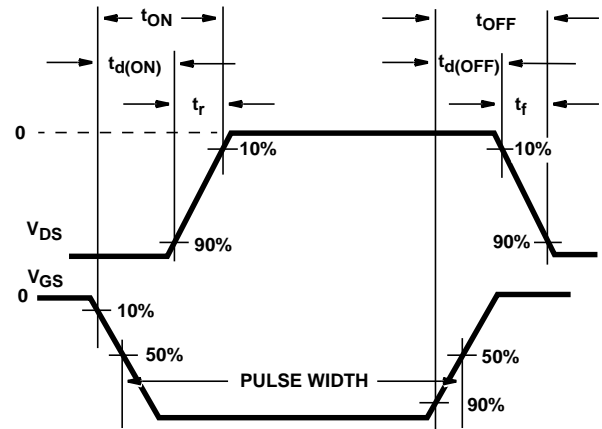 tON
tOFF
td(ON)
td(OFF)
tr
tf
0
10%
10%
VDS
90%
90%
VGS
0
10%
50%
50%
PULSE WIDTH
90%